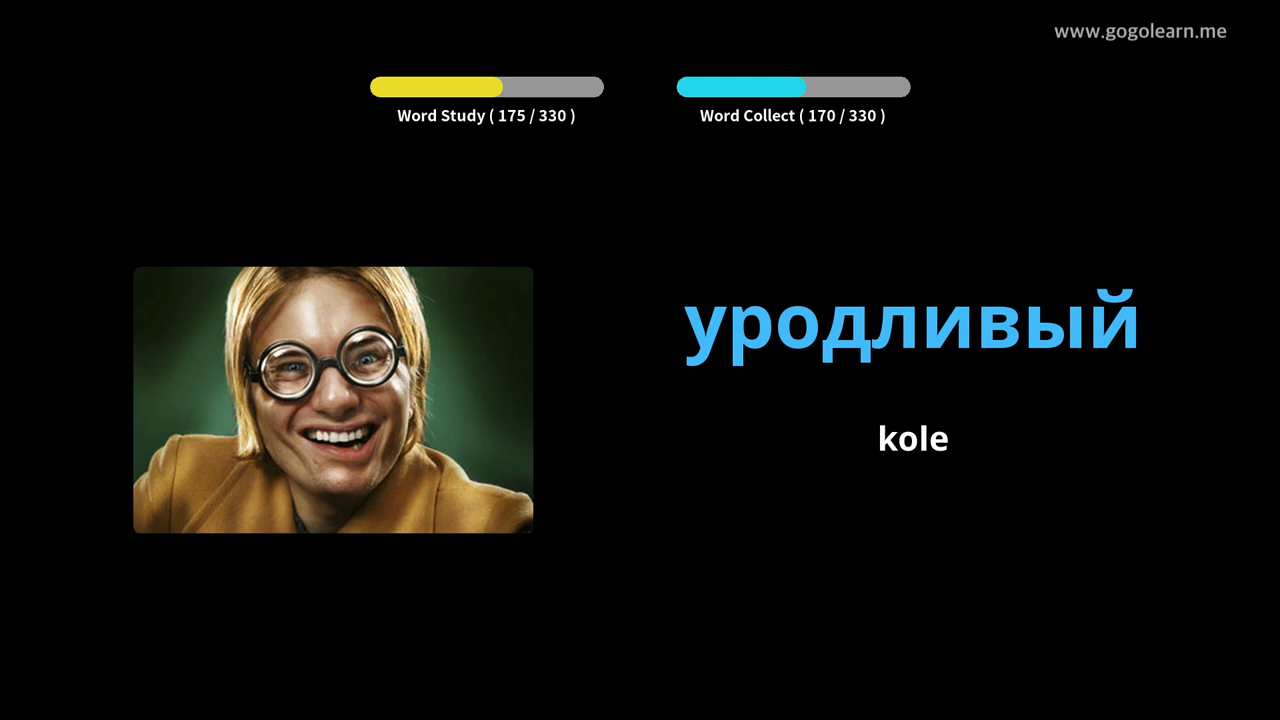 www.gogolearn.me
Word Study ( 175 / 330 )
Word Collect ( 170 / 330 )
уродливый
kole